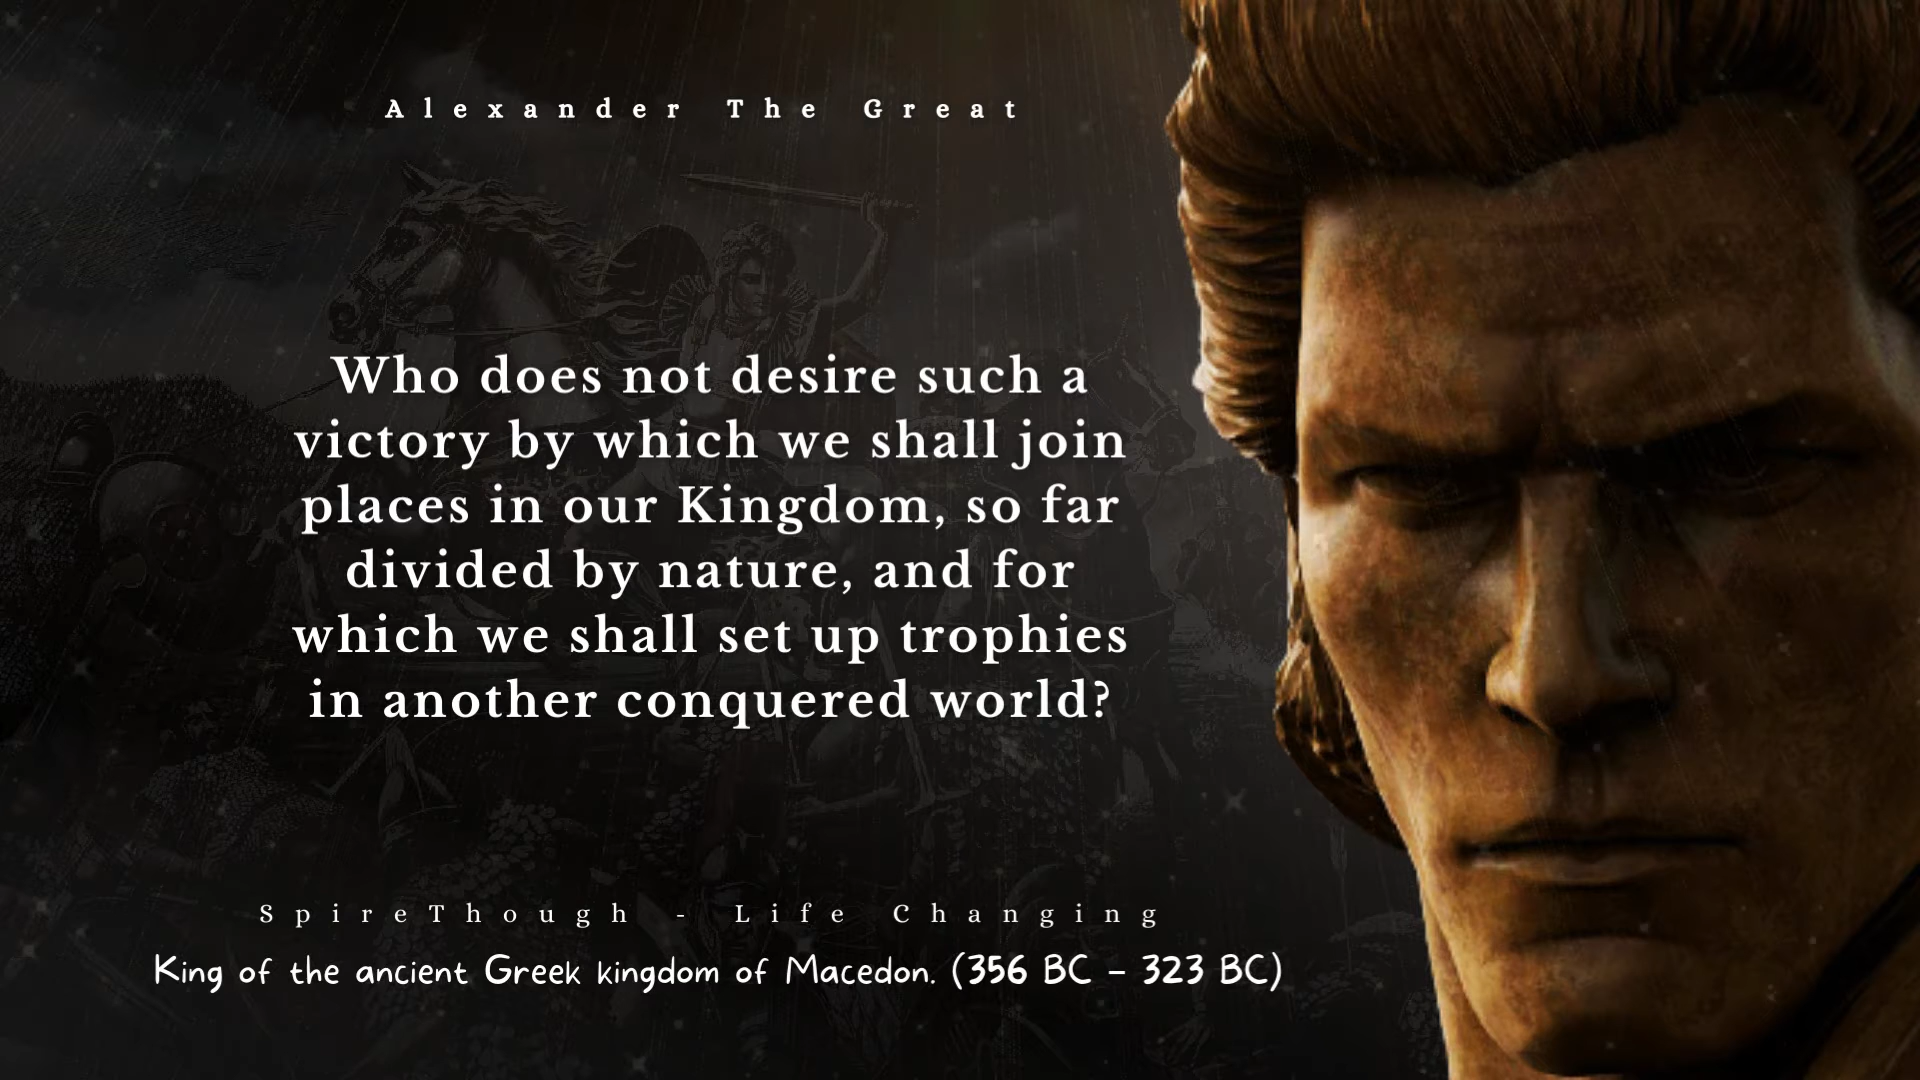 Alexander The Great
Who does not desire such a
victory by which we shall join
places in our Kingdom, so far
divided by nature, and for
which we shall set up trophies
in another conquered world?
SpireThough - Life Changing
King of the ancient Greek kingdom of Macedon. (356 BC – 323 BC)